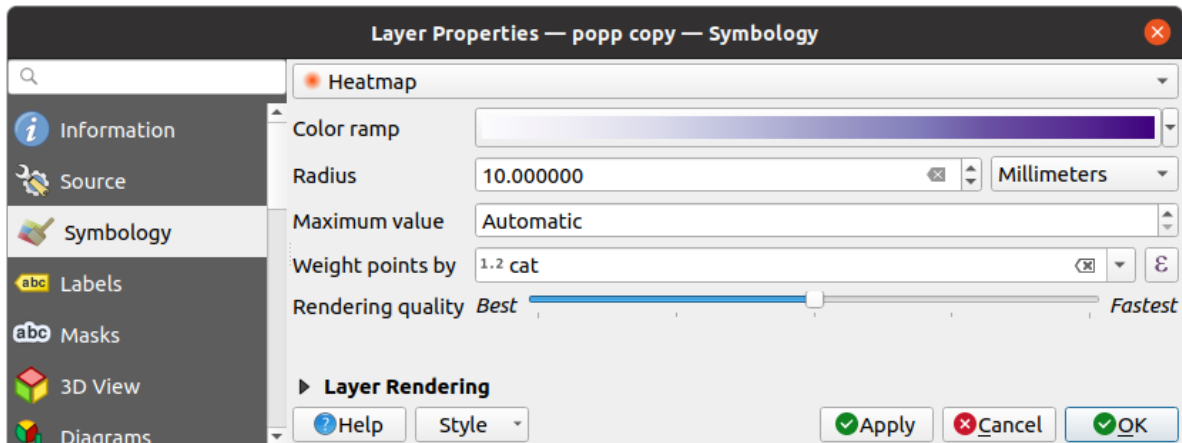 Layer Properties — popp copy — Symbology
Heatmap
Information
Color ramp
Source
Radius 10.000000 Millimeters
Symbology
Maximum value Automatic
Weight points by 1.2 cat ε
abc Labels
Rendering quality Best Fastest
abc Masks
3D View
Layer Rendering
Diagrams
Help Style Apply Cancel OK